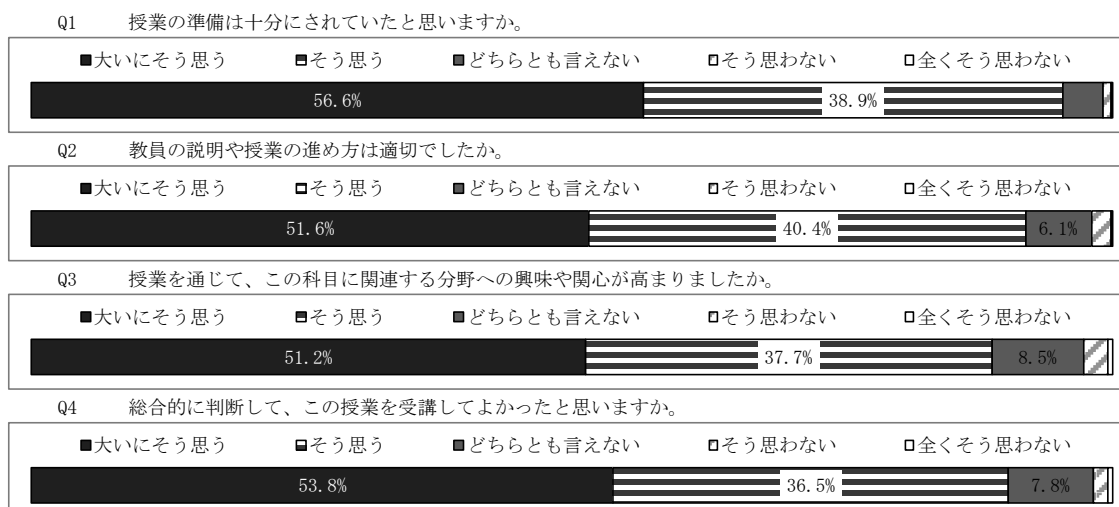 Q1 授業の準備は十分にされていたと思いますか。
■大いにそう思う ■そう思う ■どちらとも言えない □そう思わない □全くそう思わない
56.6% 38.9%
Q2 教員の説明や授業の進め方は適切でしたか。
■大いにそう思う □そう思う ■どちらとも言えない □そう思わない □全くそう思わない
51.6% 40.4% 6.1%
Q3 授業を通じて、この科目に関連する分野への興味や関心が高まりましたか。
■大いにそう思う ■そう思う ■どちらとも言えない □そう思わない □全くそう思わない
51.2% 37.7% 8.5%
Q4 総合的に判断して、この授業を受講してよかったと思いますか。
■大いにそう思う □そう思う ■どちらとも言えない □そう思わない □全くそう思わない
53.8% 36.5% 7.8%